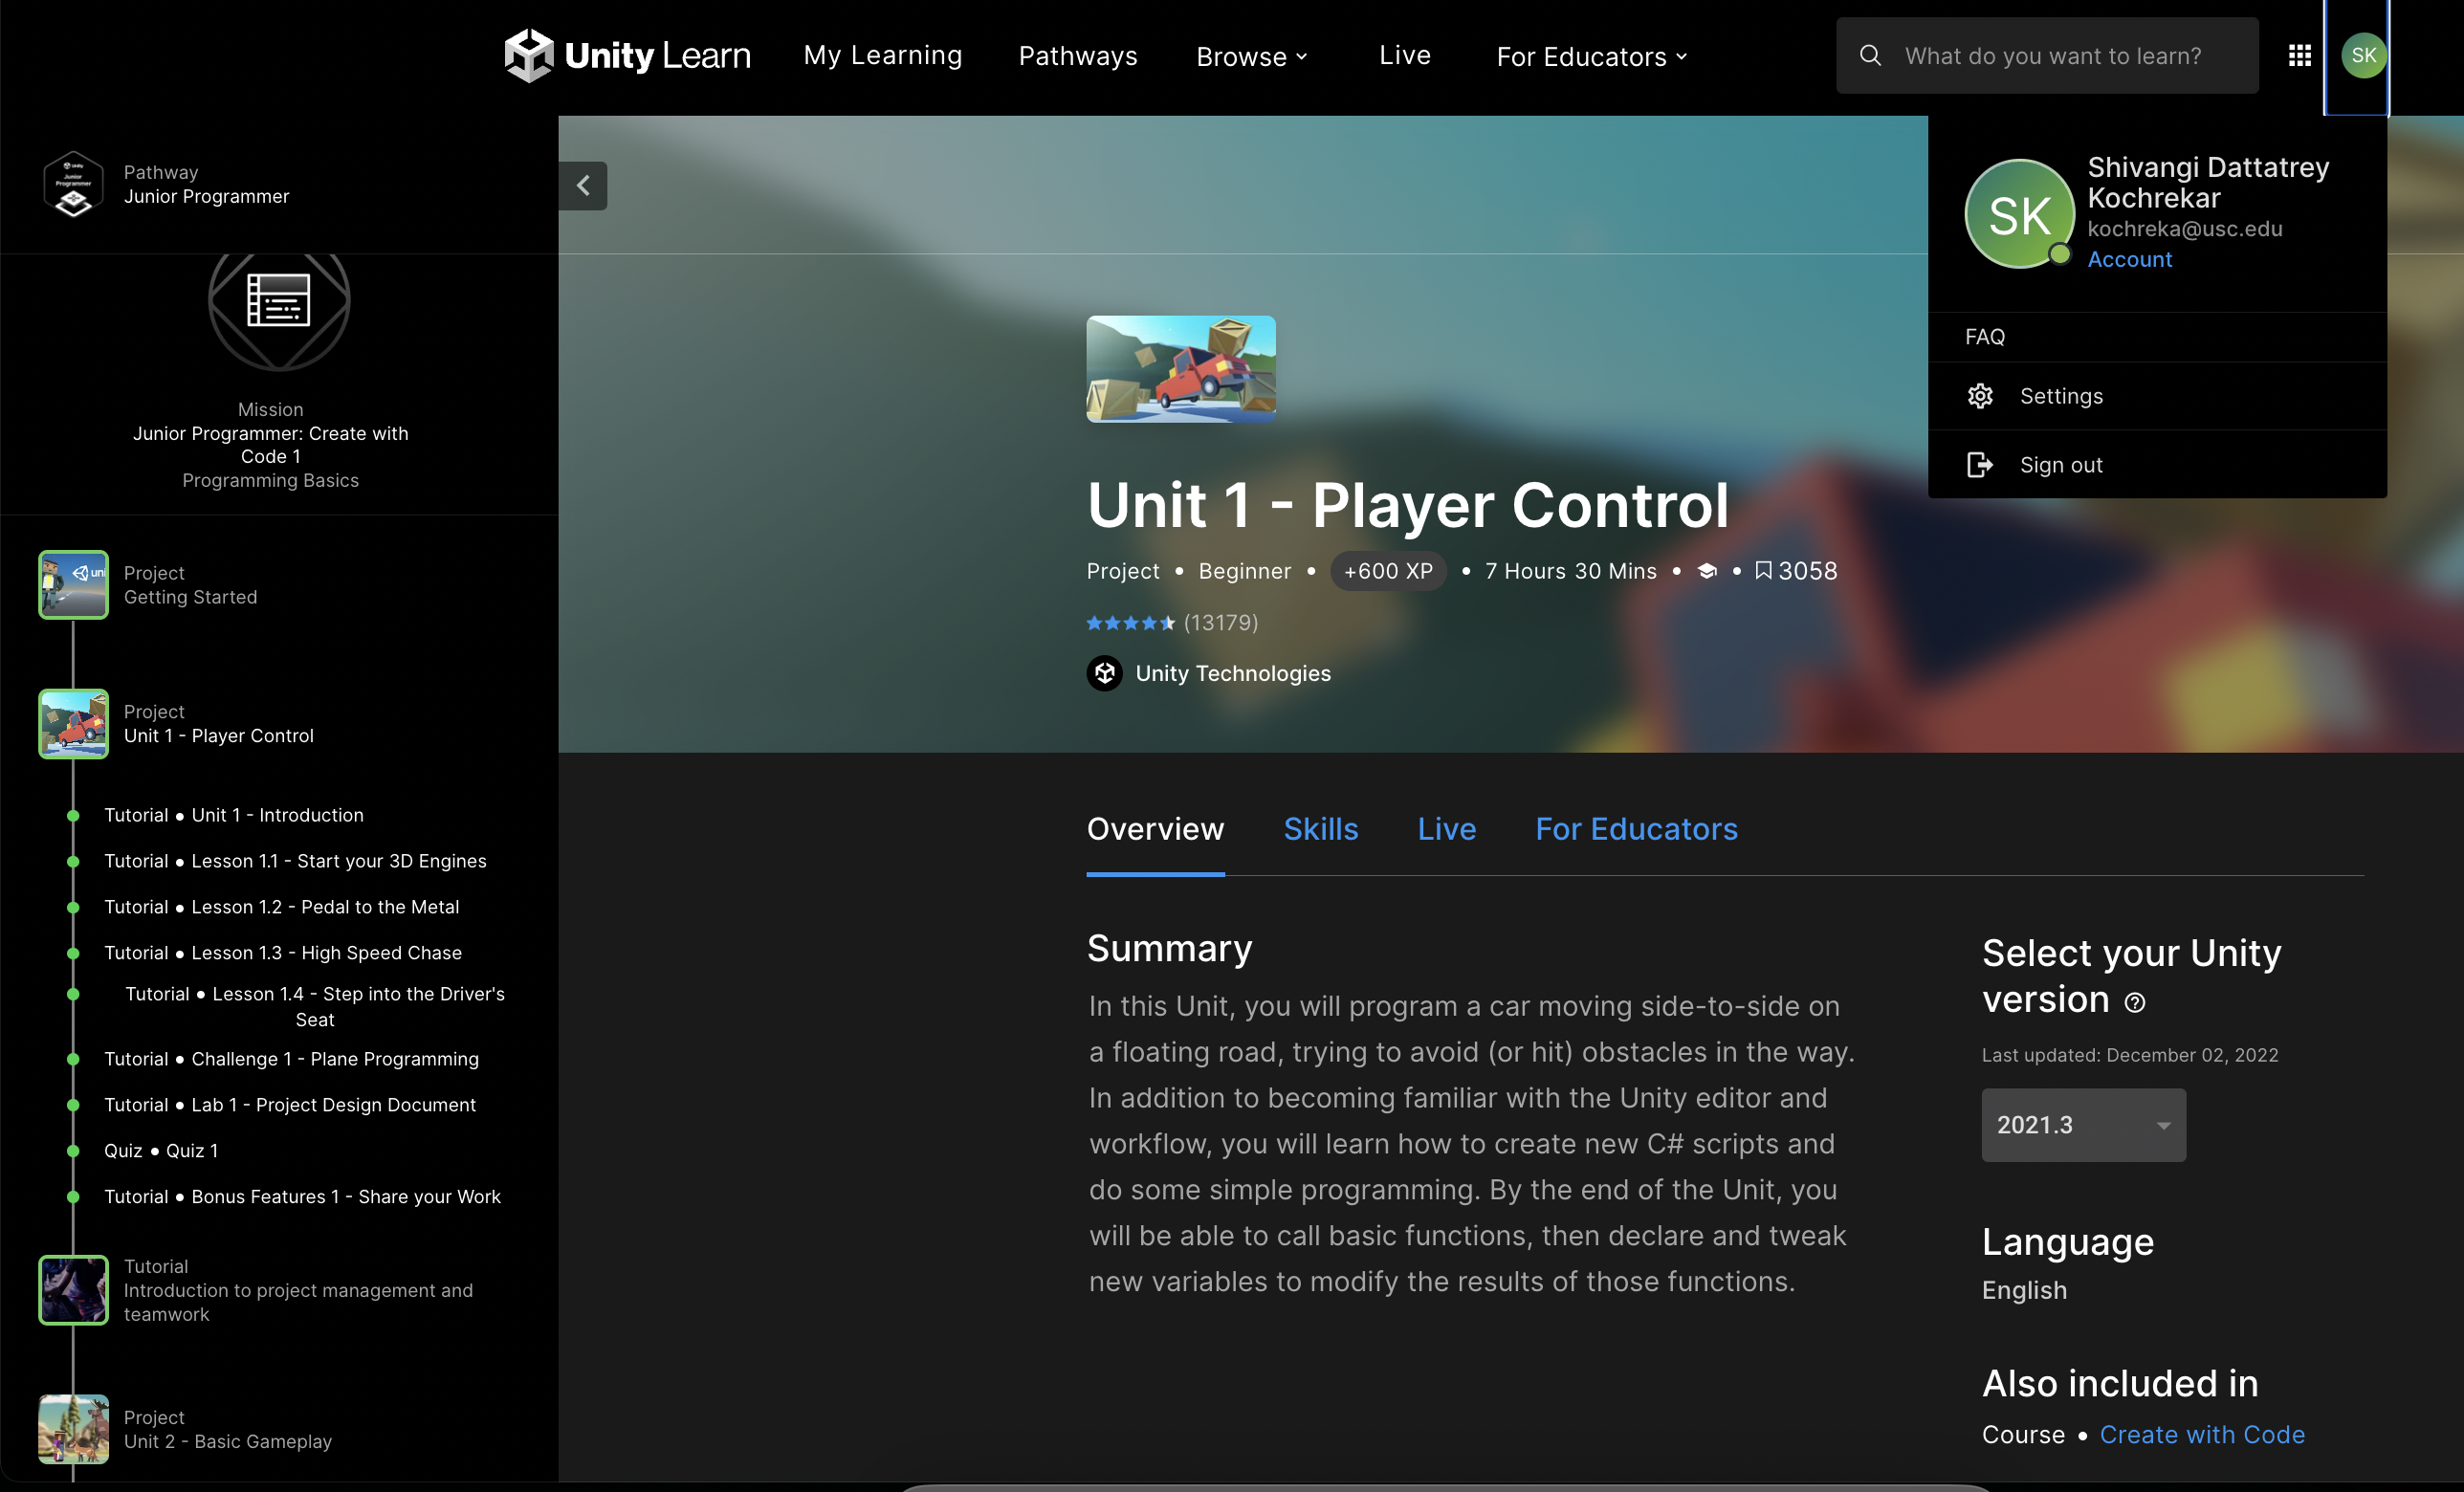 Unity Learn
My Learning
Pathways
Browse
Live
For Educators
What do you want to learn?
SK
Pathway
Junior Programmer
Mission
Junior Programmer: Create with
Code 1
Programming Basics
Project
Getting Started
Project
Unit 1 - Player Control
Tutorial • Unit 1 - Introduction
Tutorial • Lesson 1.1 - Start your 3D Engines
Tutorial • Lesson 1.2 - Pedal to the Metal
Tutorial • Lesson 1.3 - High Speed Chase
Tutorial • Lesson 1.4 - Step into the Driver's
Seat
Tutorial • Challenge 1 - Plane Programming
Tutorial • Lab 1 - Project Design Document
Quiz • Quiz 1
Tutorial • Bonus Features 1 - Share your Work
Tutorial
Introduction to project management and
teamwork
Project
Unit 2 - Basic Gameplay
SK
Shivangi Dattatrey
Kochrekar
kochreka@usc.edu
Account
FAQ
Settings
Sign out
Unit 1 - Player Control
Project • Beginner • +600 XP • 7 Hours 30 Mins • • 3058
(13179)
Unity Technologies
Overview
Skills
Live
For Educators
Summary
In this Unit, you will program a car moving side-to-side on
a floating road, trying to avoid (or hit) obstacles in the way.
In addition to becoming familiar with the Unity editor and
workflow, you will learn how to create new C# scripts and
do some simple programming. By the end of the Unit, you
will be able to call basic functions, then declare and tweak
new variables to modify the results of those functions.
Select your Unity
version
Last updated: December 02, 2022
2021.3
Language
English
Also included in
Course • Create with Code